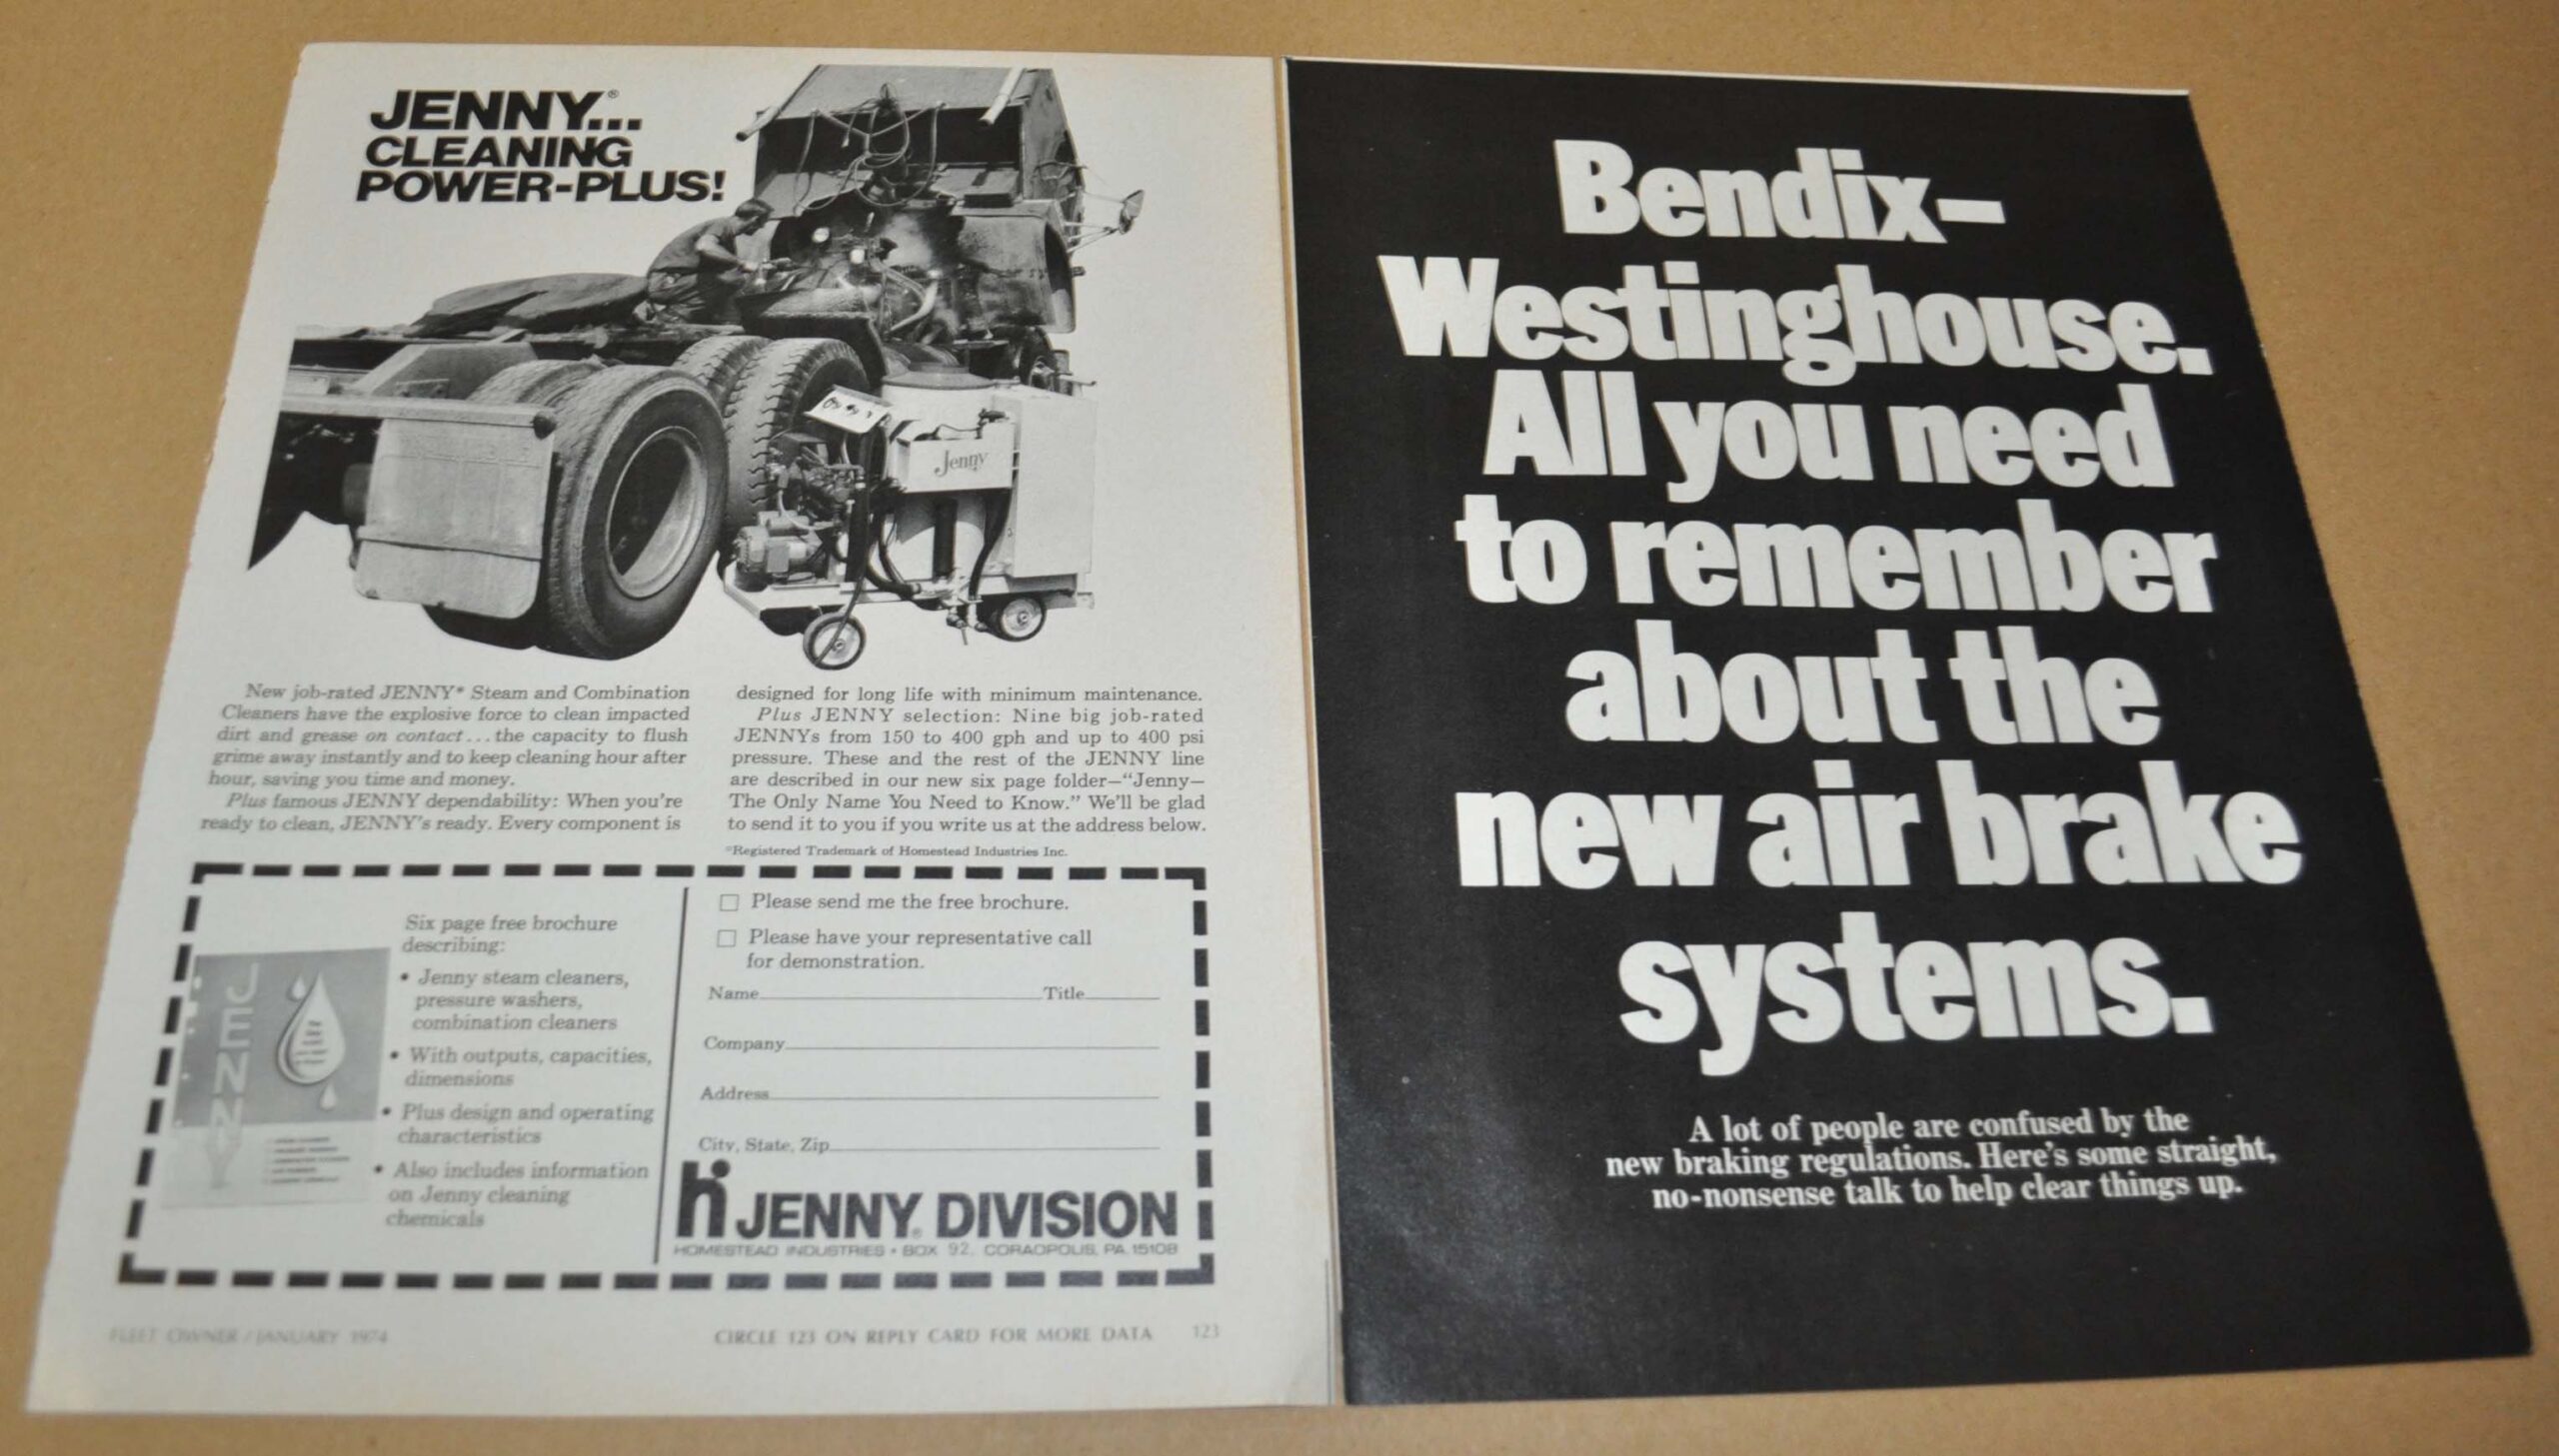 JENNY®...
CLEANING
POWER-PLUS!
Jenny
New job-rated JENNY* Steam and Combination
Cleaners have the explosive force to clean impacted
dirt and grease on contact...the capacity to flush
grime away instantly and to keep cleaning hour after
hour, saving you time and money.
Plus famous JENNY dependability: When you're
ready to clean, JENNY's ready. Every component is
designed for long life with minimum maintenance.
Plus JENNY selection: Nine big job-rated
JENNYs from 150 to 400 gph and up to 400 psi
pressure. These and the rest of the JENNY line
are described in our new six page folder—"Jenny—
The Only Name You Need to Know." We'll be glad
to send it to you if you write us at the address below.
*Registered Trademark of Homestead Industries Inc.
JENNY
Six page free brochure
describing:
• Jenny steam cleaners,
pressure washers,
combination cleaners
• With outputs, capacities,
dimensions
• Plus design and operating
characteristics
• Also includes information
on Jenny cleaning
chemicals
□ Please send me the free brochure.
□ Please have your representative call
for demonstration.
Name Title
Company
Address
City, State, Zip
hi JENNY® DIVISION
HOMESTEAD INDUSTRIES • BOX 92, CORAOPOLIS, PA. 15108
FLEET OWNER / JANUARY 1974
CIRCLE 123 ON REPLY CARD FOR MORE DATA 123
Bendix–
Westinghouse.
All you need
to remember
about the
new air brake
systems.
A lot of people are confused by the
new braking regulations. Here's some straight,
no-nonsense talk to help clear things up.